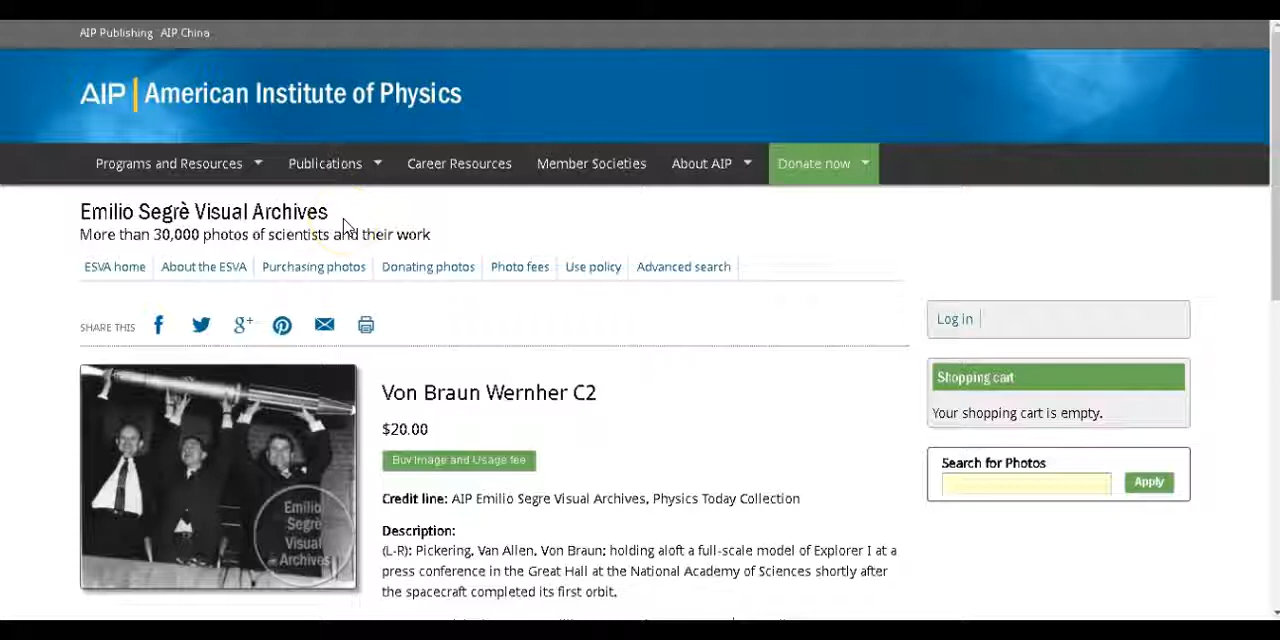 AIP Publishing AIP China
AIP | American Institute of Physics
Programs and Resources Publications Career Resources Member Societies About AIP Donate now
Emilio Segrè Visual Archives
More than 30,000 photos of scientists and their work
ESVA home About the ESVA Purchasing photos Donating photos Photo fees Use policy Advanced search
SHARE THIS
Log in
Shopping cart
Your shopping cart is empty.
Search for Photos
Apply
Von Braun Wernher C2
$20.00
Buy Image and Usage fee
Credit line: AIP Emilio Segre Visual Archives, Physics Today Collection
Description:
(L-R): Pickering, Van Allen, Von Braun; holding aloft a full-scale model of Explorer I at a
press conference in the Great Hall at the National Academy of Sciences shortly after
the spacecraft completed its first orbit.
Emilio
Segrè
Visual
Archives